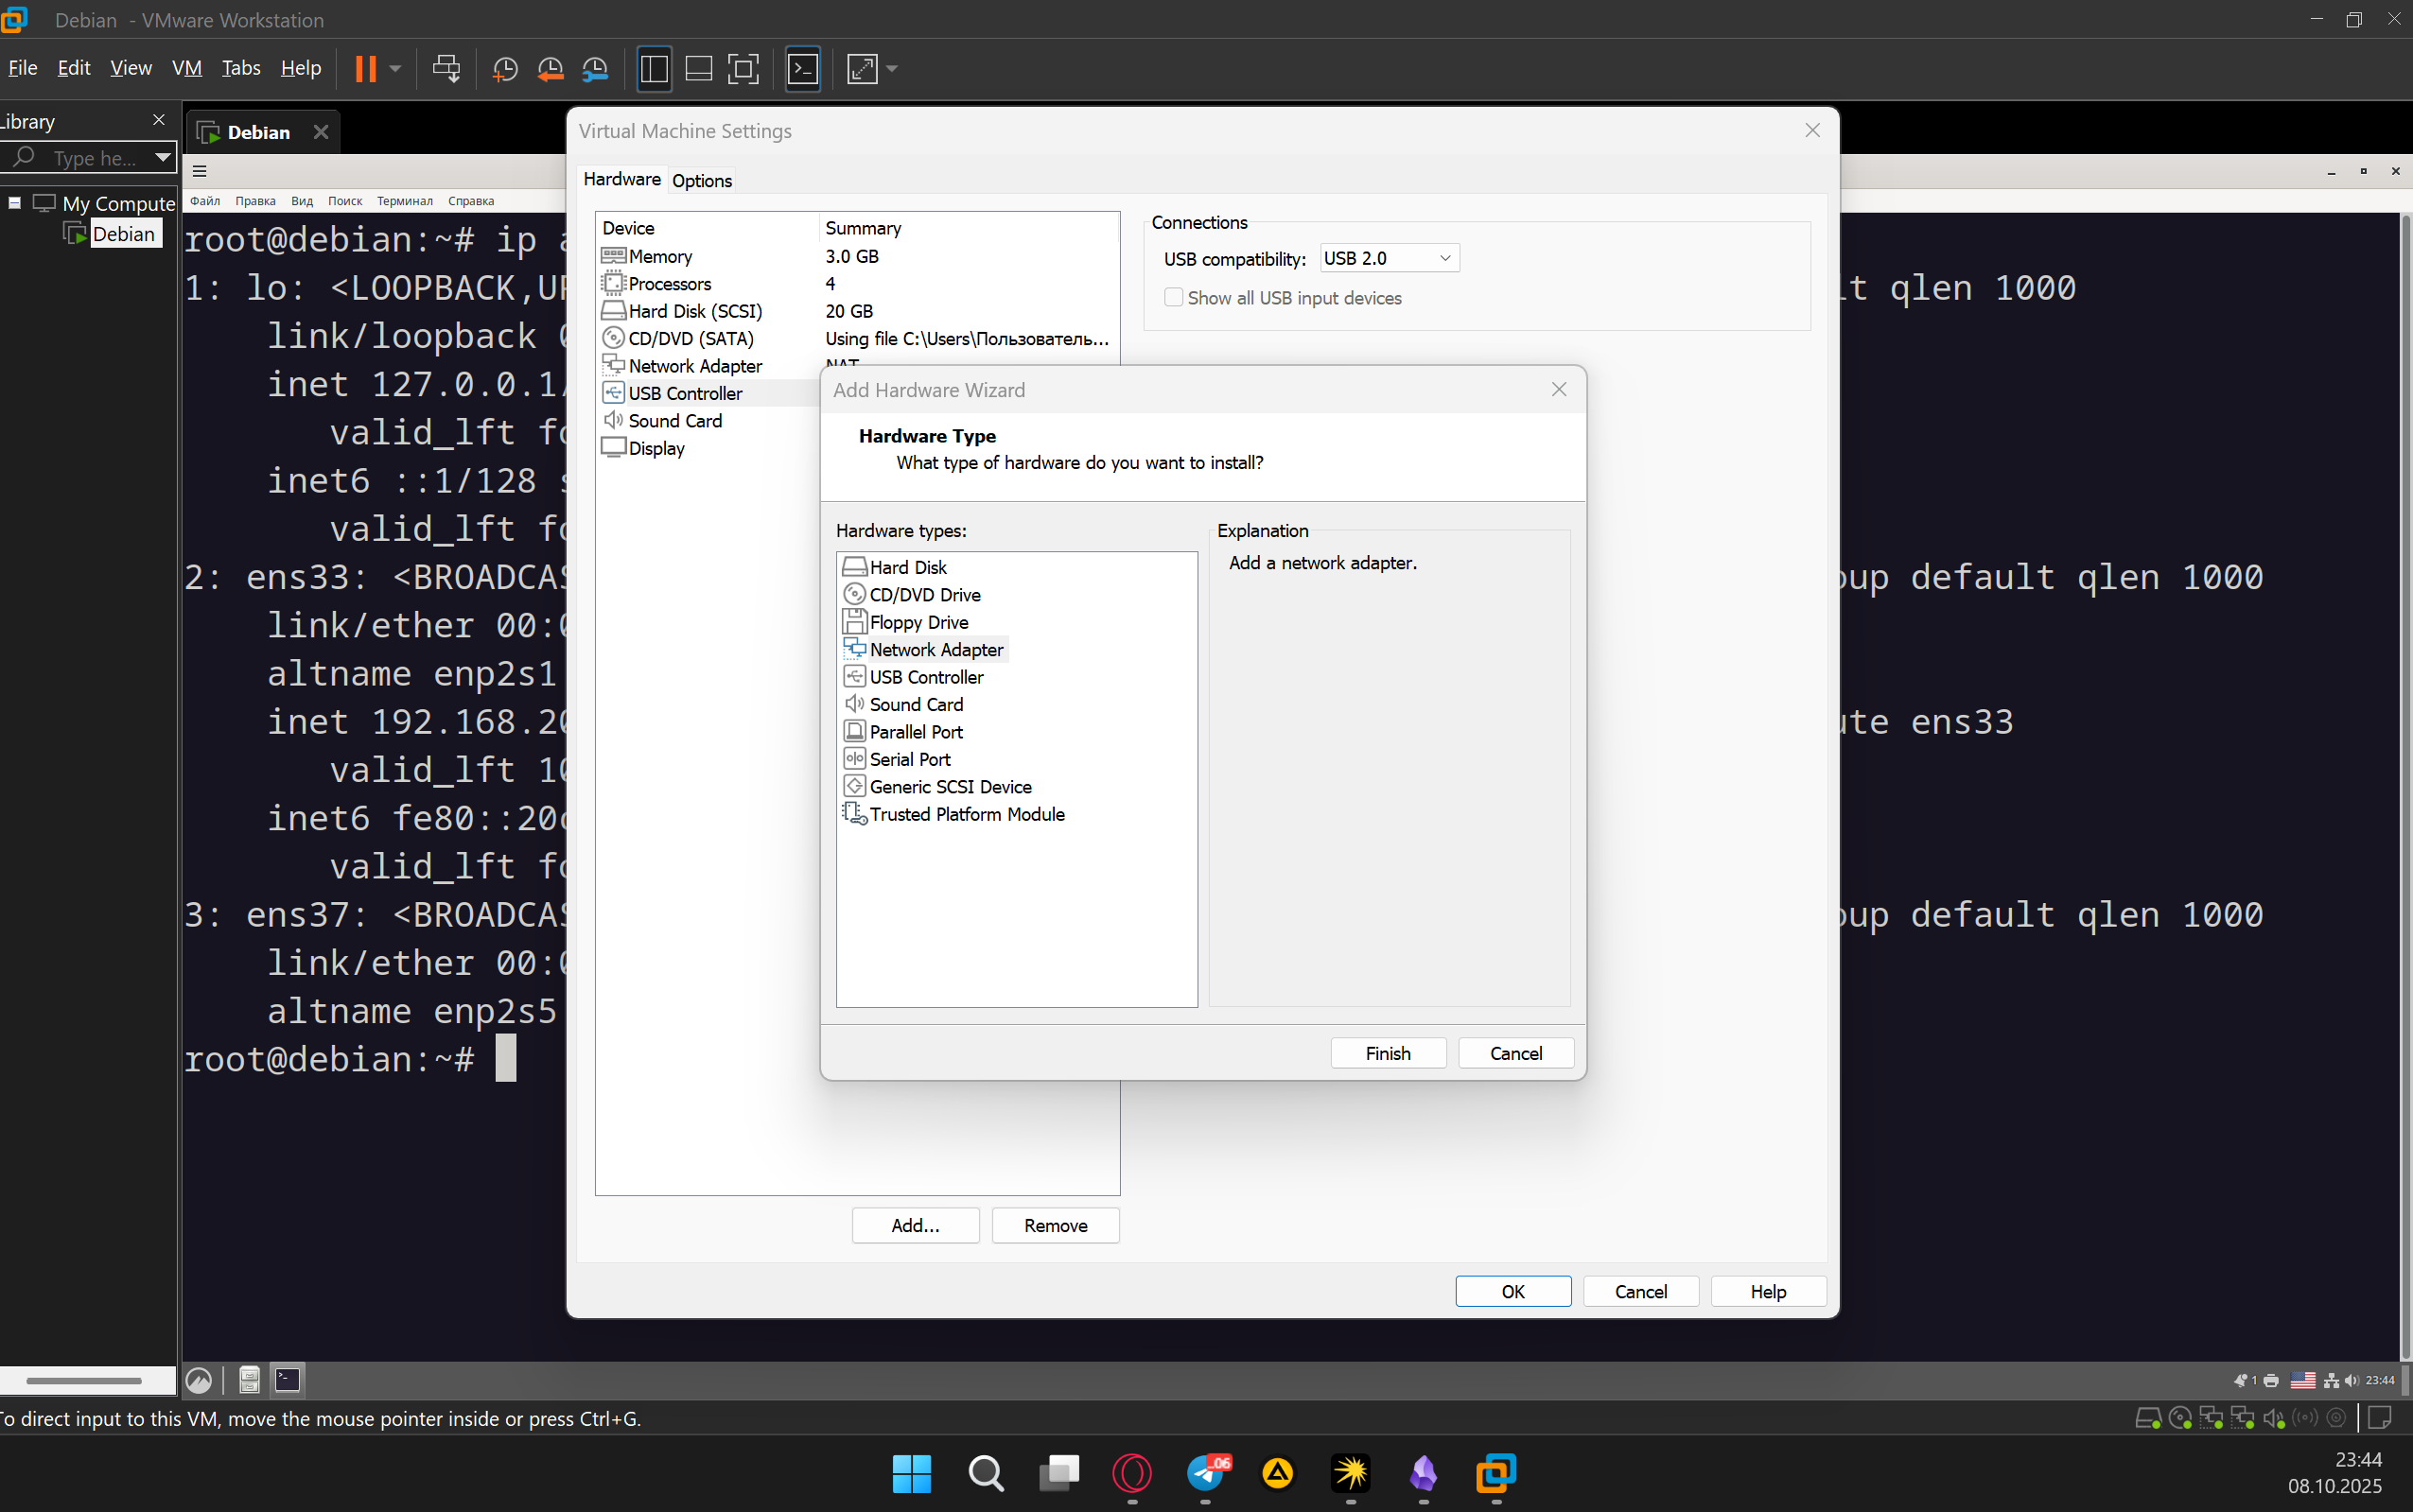 Debian - VMware Workstation
File Edit View VM Tabs Help
Library
Debian
Type he...
My Compute
Debian
Файл Правка Вид Поиск Терминал Справка
root@debian:~# ip
1: lo: <LOOPBACK,U
lt qlen 1000
link/loopback
inet 127.0.0.1
valid_lft
inet6 ::1/128
valid_lft
2: ens33: <BROADCAS
oup default qlen 1000
link/ether 00:0
altname enp2s1
inet 192.168.20
ute ens33
valid_lft 10
inet6 fe80::20c
valid_lft
3: ens37: <BROADCAS
oup default qlen 1000
link/ether 00:0
altname enp2s5
root@debian:~#
Virtual Machine Settings
Hardware Options
Device Summary
Memory 3.0 GB
Processors 4
Hard Disk (SCSI) 20 GB
CD/DVD (SATA) Using file C:\Users\Пользователь...
Network Adapter NAT
USB Controller
Sound Card
Display
Connections
USB compatibility: USB 2.0
Show all USB input devices
Add Hardware Wizard
Hardware Type
What type of hardware do you want to install?
Hardware types:
Hard Disk
CD/DVD Drive
Floppy Drive
Network Adapter
USB Controller
Sound Card
Parallel Port
Serial Port
Generic SCSI Device
Trusted Platform Module
Explanation
Add a network adapter.
Finish Cancel
Add... Remove
OK Cancel Help
1 23:44
To direct input to this VM, move the mouse pointer inside or press Ctrl+G.
06
23:44
08.10.2025